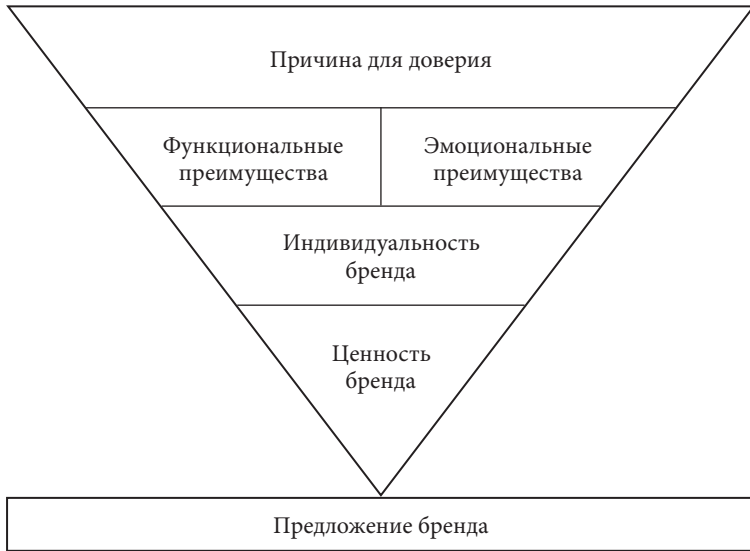 Причина для доверия
Функциональные
преимущества
Эмоциональные
преимущества
Индивидуальность
бренда
Ценность
бренда
Предложение бренда